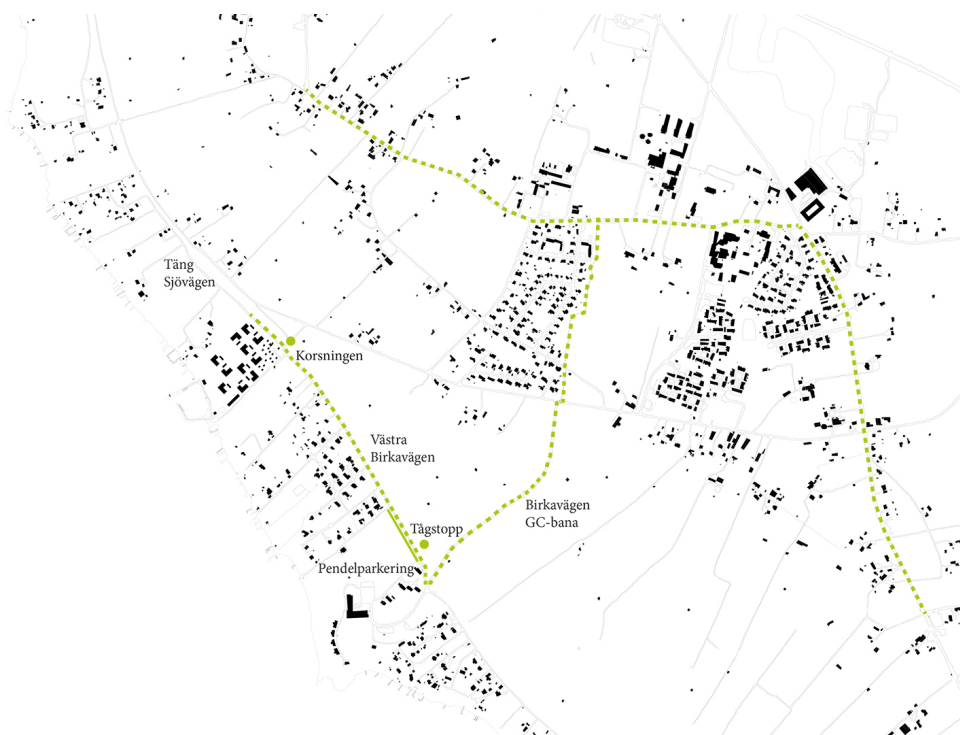 Täng
Sjövägen
Korsningen
Västra
Birkavägen
Birkavägen
GC-bana
Tågstopp
Pendelparkering